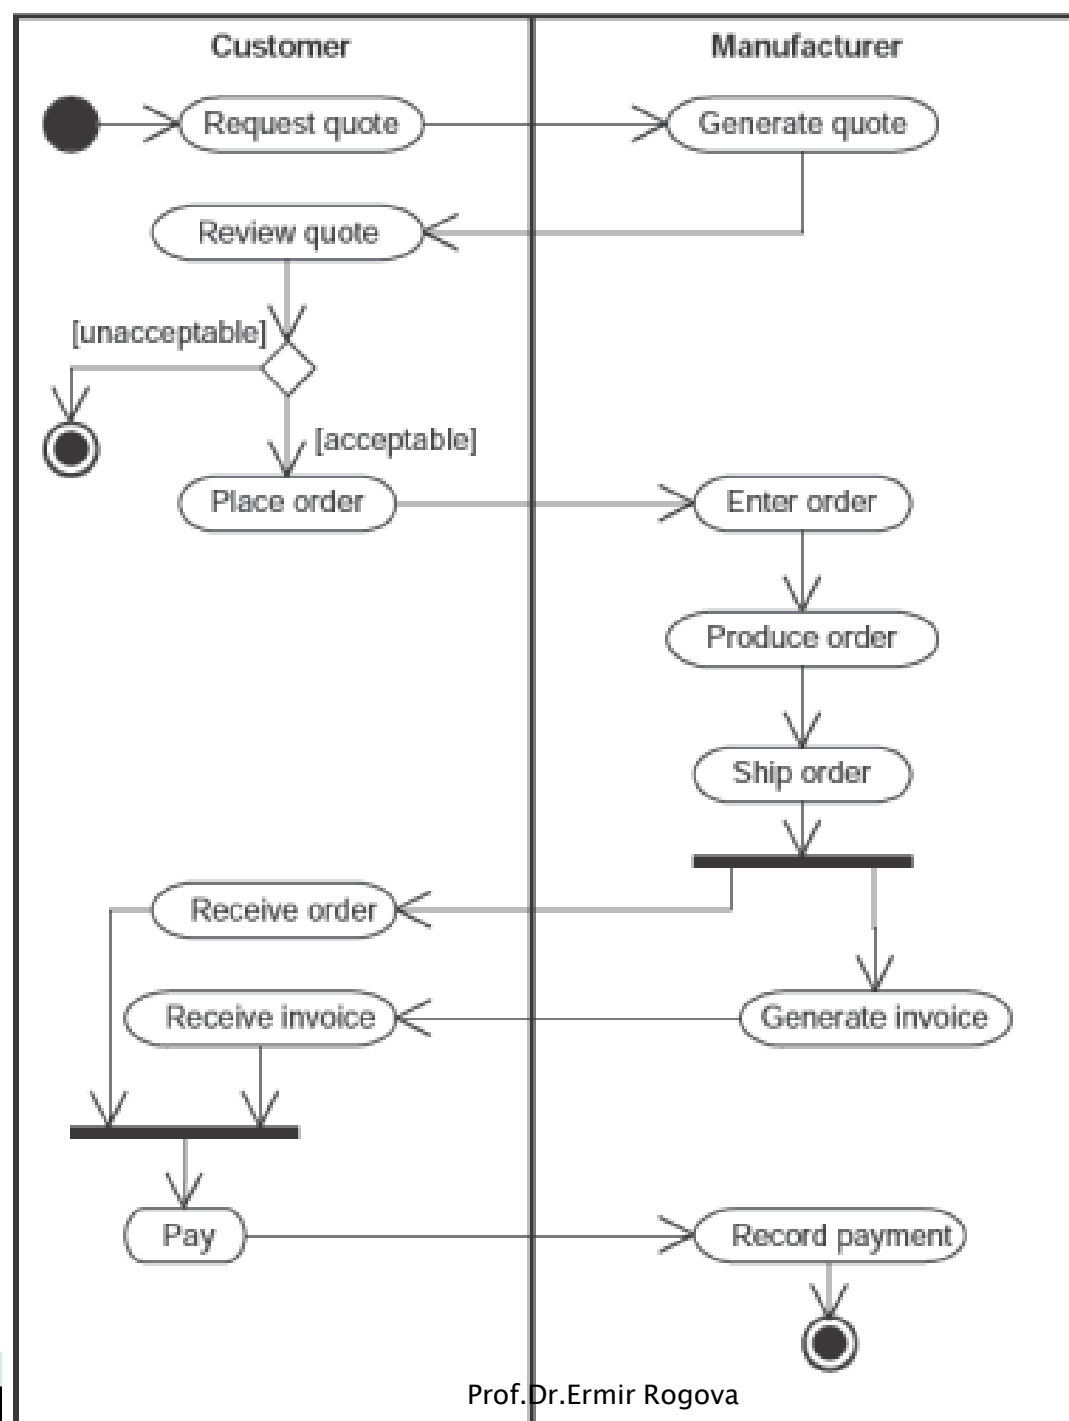 Customer
Manufacturer
Request quote
Generate quote
Review quote
[unacceptable]
[acceptable]
Place order
Enter order
Produce order
Ship order
Receive order
Receive invoice
Generate invoice
Pay
Record payment
Prof.Dr.Ermir Rogova